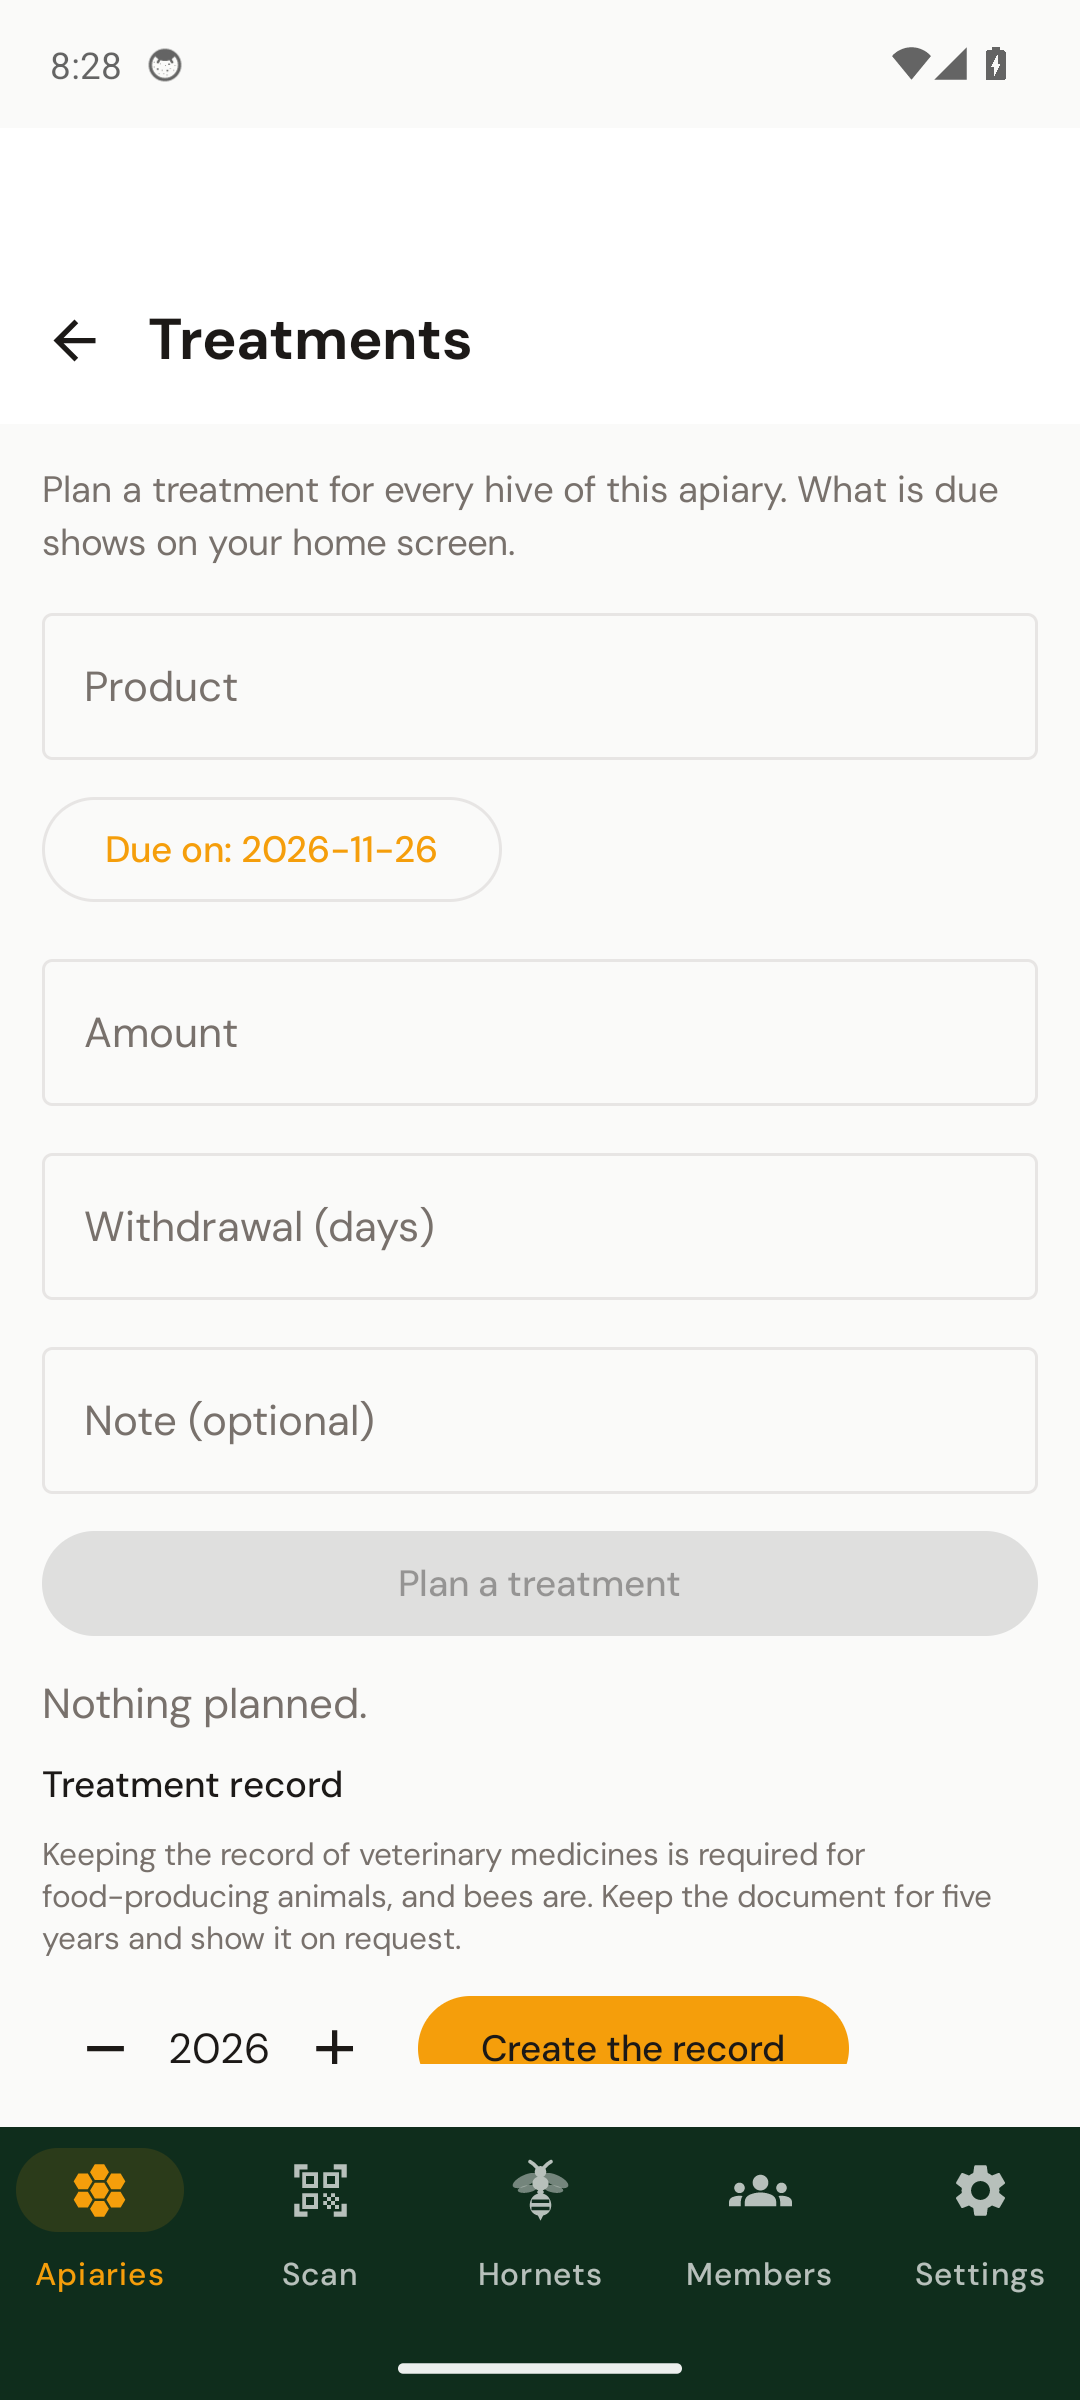 8:28
Treatments
Plan a treatment for every hive of this apiary. What is due
shows on your home screen.
Product
Due on: 2026-11-26
Amount
Withdrawal (days)
Note (optional)
Plan a treatment
Nothing planned.
Treatment record
Keeping the record of veterinary medicines is required for
food-producing animals, and bees are. Keep the document for five
years and show it on request.
2026 Create the record
Apiaries Scan Hornets Members Settings